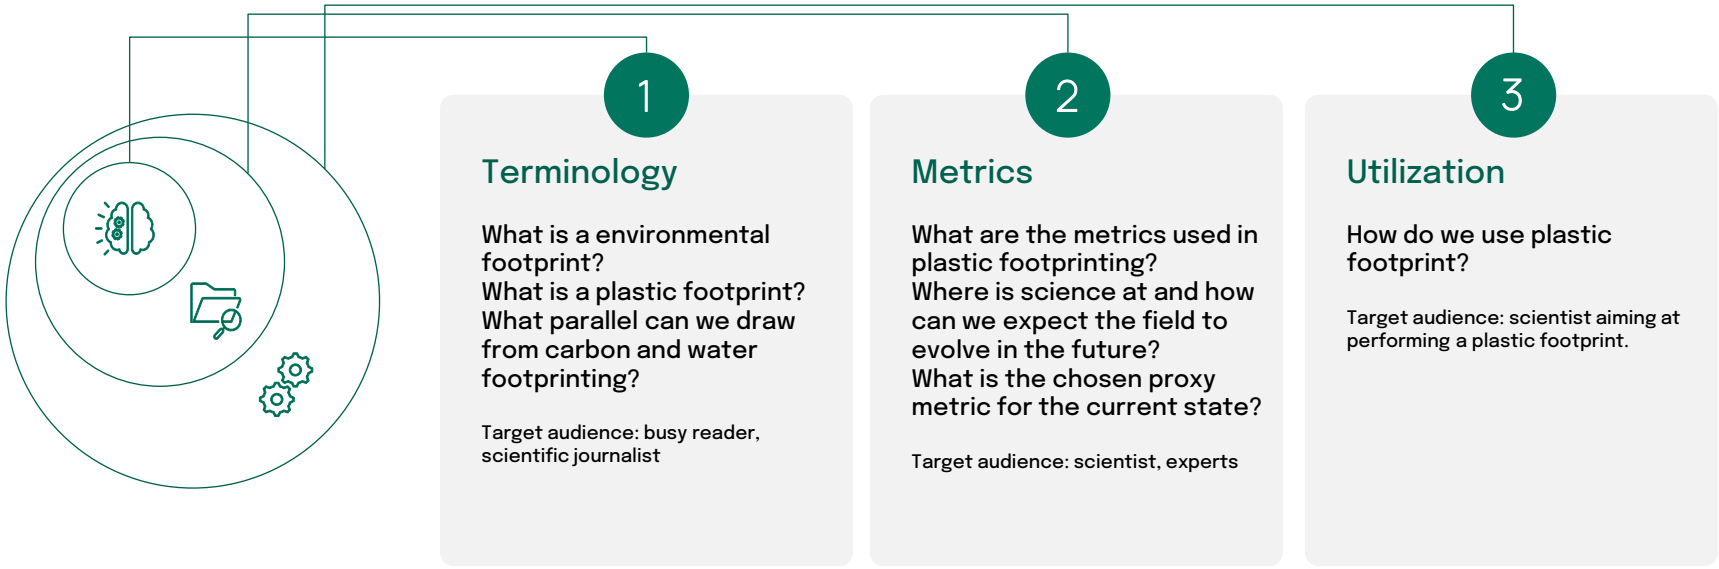 1
Terminology
What is a environmental
footprint?
What is a plastic footprint?
What parallel can we draw
from carbon and water
footprinting?
Target audience: busy reader,
scientific journalist
2
Metrics
What are the metrics used in
plastic footprinting?
Where is science at and how
can we expect the field to
evolve in the future?
What is the chosen proxy
metric for the current state?
Target audience: scientist, experts
3
Utilization
How do we use plastic
footprint?
Target audience: scientist aiming at
performing a plastic footprint.